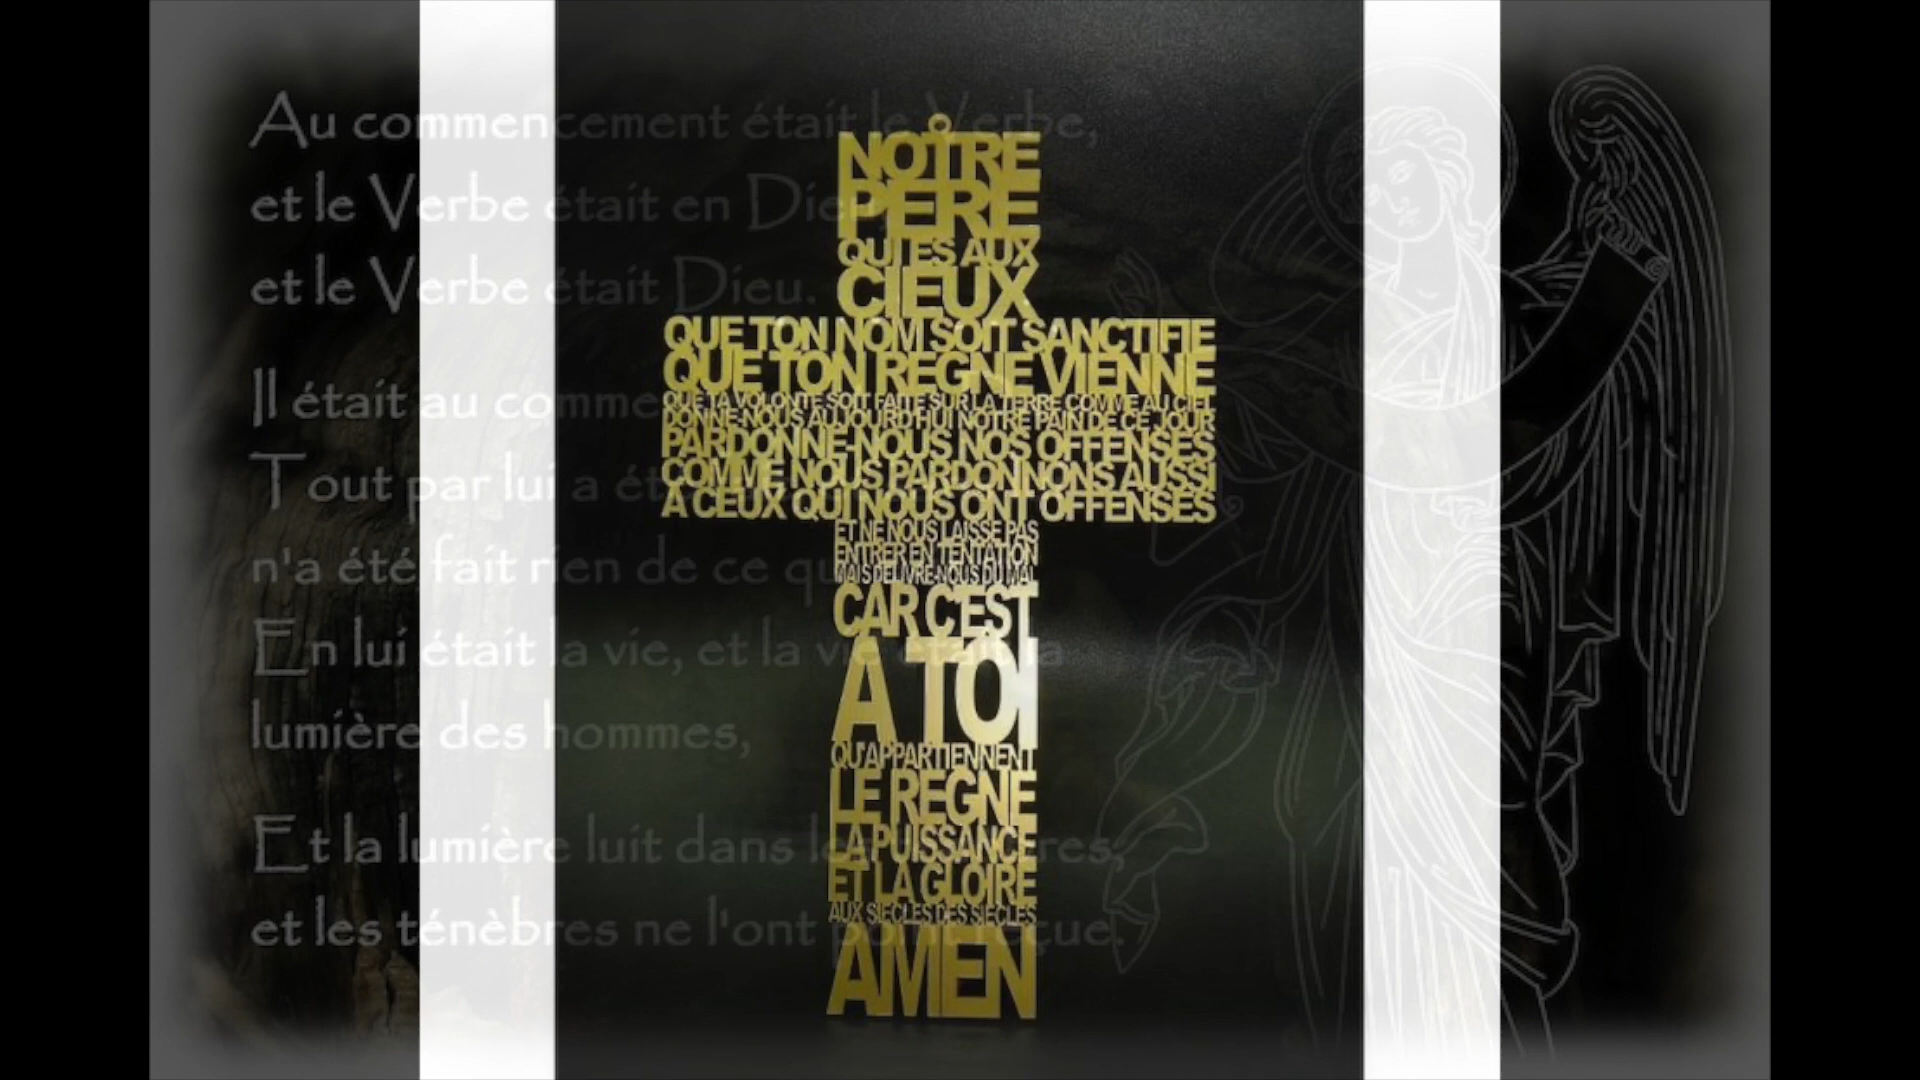 Au commencement était le Verbe,
et le Verbe était en Dieu
et le Verbe était Dieu.
Il était au comme
Tout par lui a ét
n'a été fait rien de ce qu
En lui était la vie, et la vie était la
lumière des hommes,
Et la lumière luit dans les res,
et les ténèbres ne l'ont point reçue.
NOTRE
PERE
QUI ES AUX
CIEUX
QUE TON NOM SOIT SANCTIFIE
QUE TON REGNE VIENNE
QUE TA VOLONTE SOIT FAITE SUR LA TERRE COMME AU CIEL
DONNE-NOUS AUJOURD'HUI NOTRE PAIN DE CE JOUR
PARDONNE-NOUS NOS OFFENSES
COMME NOUS PARDONNONS AUSSI
A CEUX QUI NOUS ONT OFFENSES
ET NE NOUS LAISSE PAS
ENTRER EN TENTATION
MAIS DELIVRE-NOUS DU MAL
CAR C'EST
A TOI
QU'APPARTIENNENT
LE REGNE
LA PUISSANCE
ET LA GLOIRE
AUX SIECLES DES SIECLES
AMEN